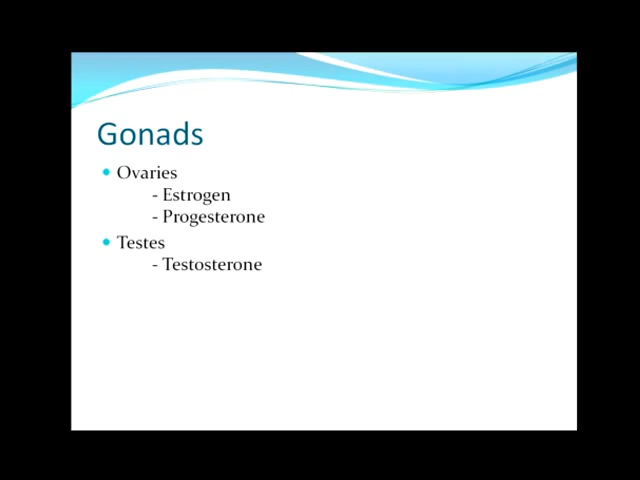 Gonads
• Ovaries
- Estrogen
- Progesterone
• Testes
- Testosterone